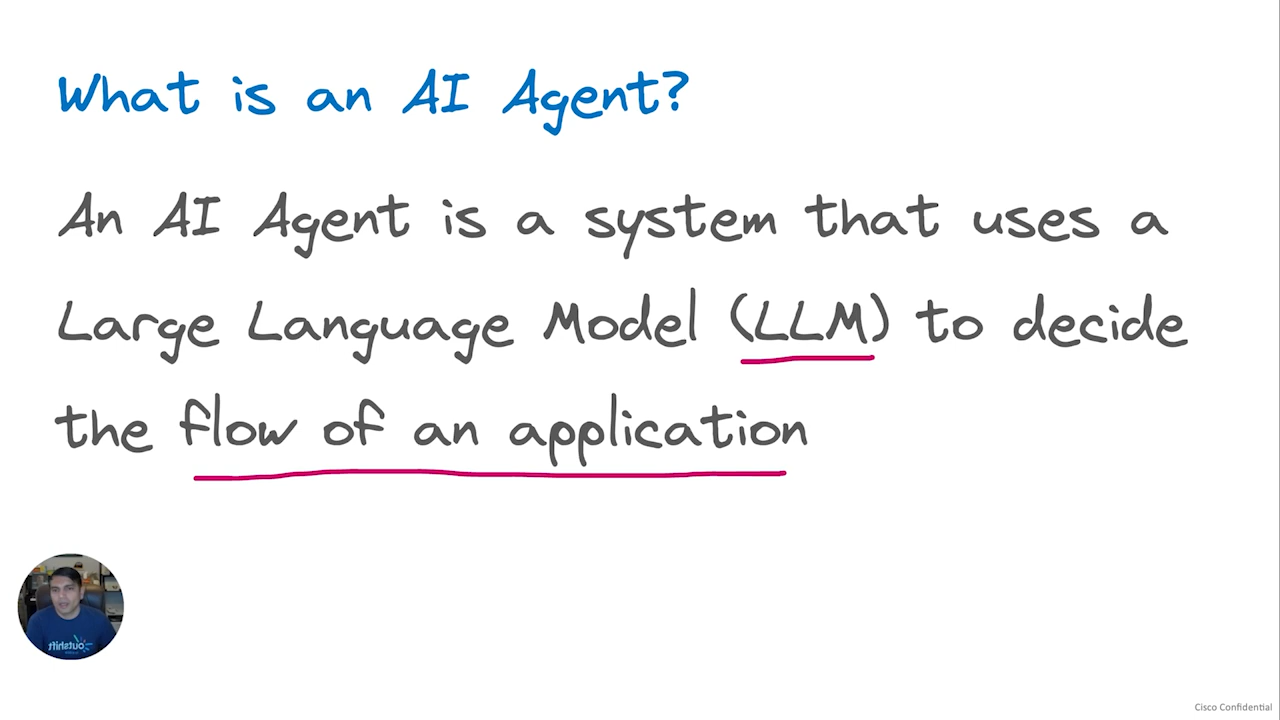 What is an AI Agent?
An AI Agent is a system that uses a
Large Language Model (LLM) to decide
the flow of an application
outshift
Cisco Confidential